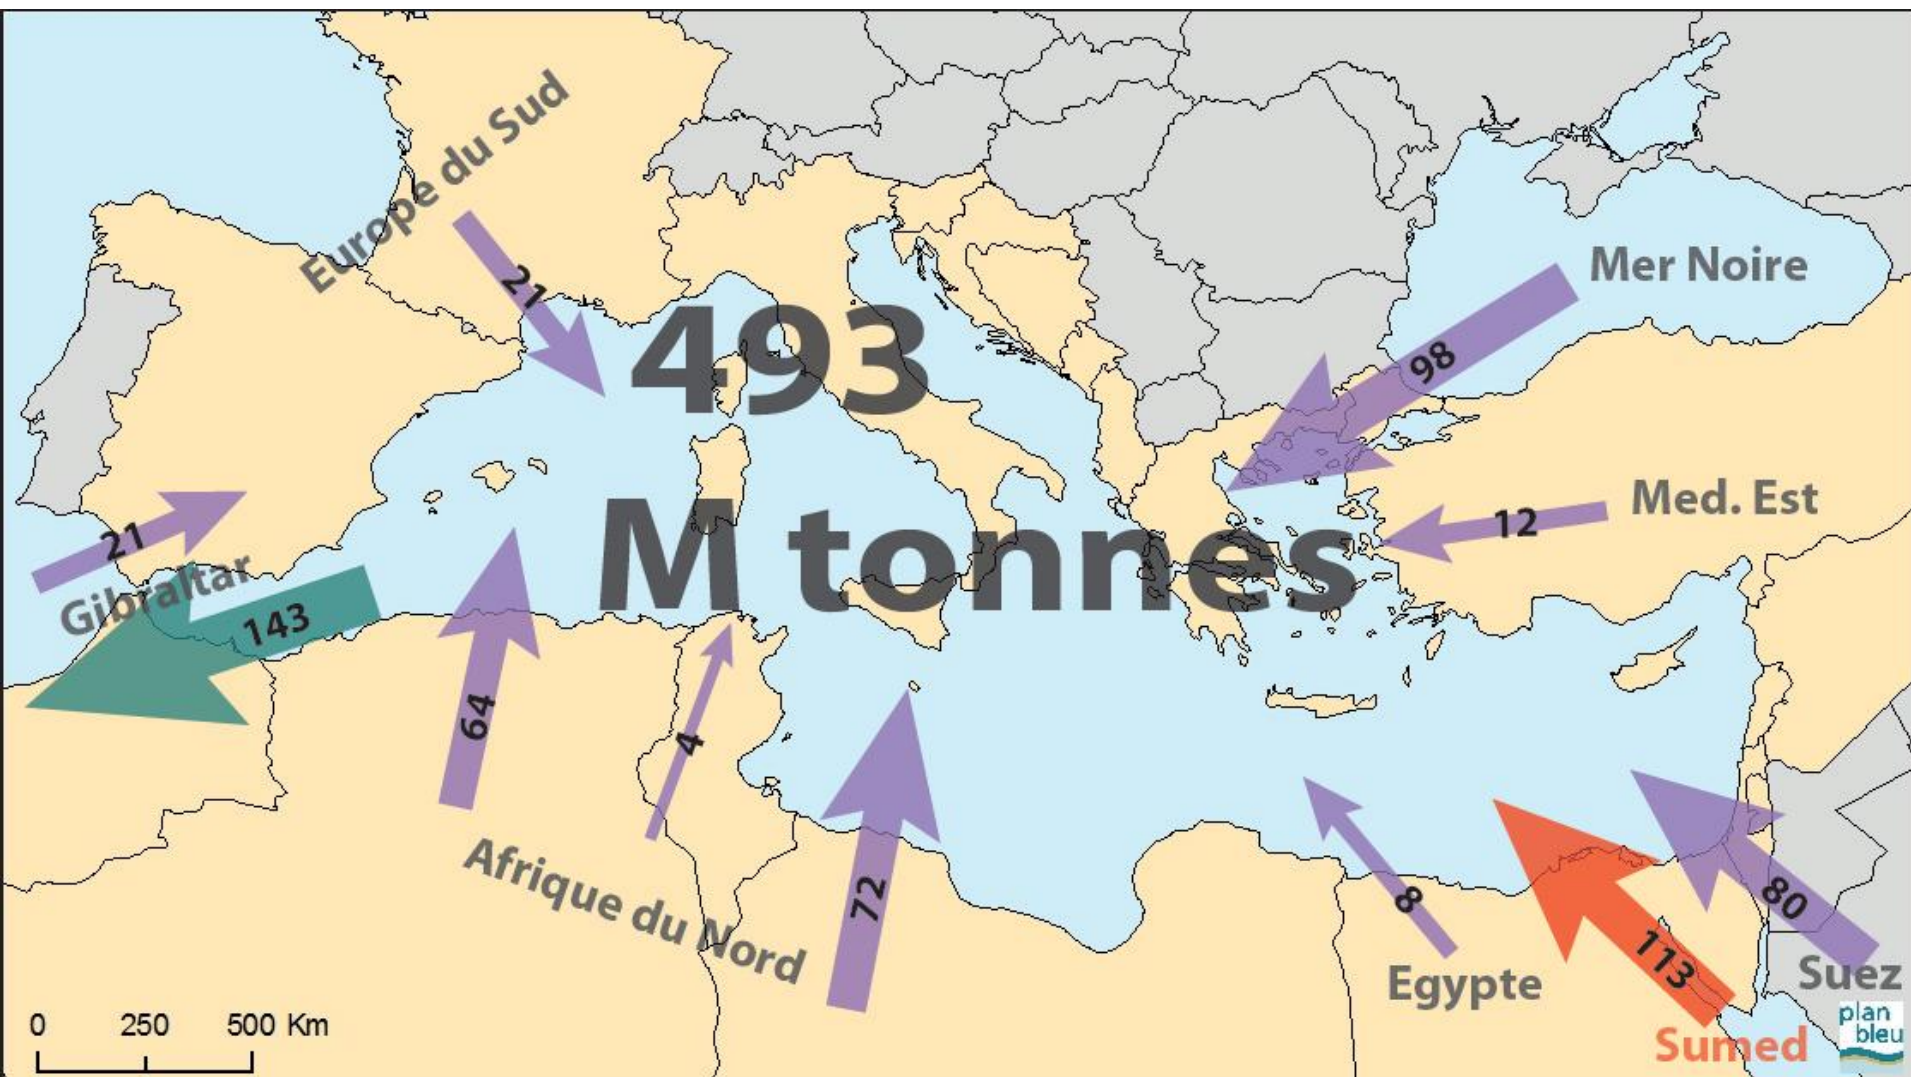 Europe du Sud
21
493
M tonnes
Mer Noire
98
Med. Est
12
21
Gibraltar
143
64
4
72
Afrique du Nord
8
Egypte
113
Sumed
80
Suez
0 250 500 Km
plan
bleu